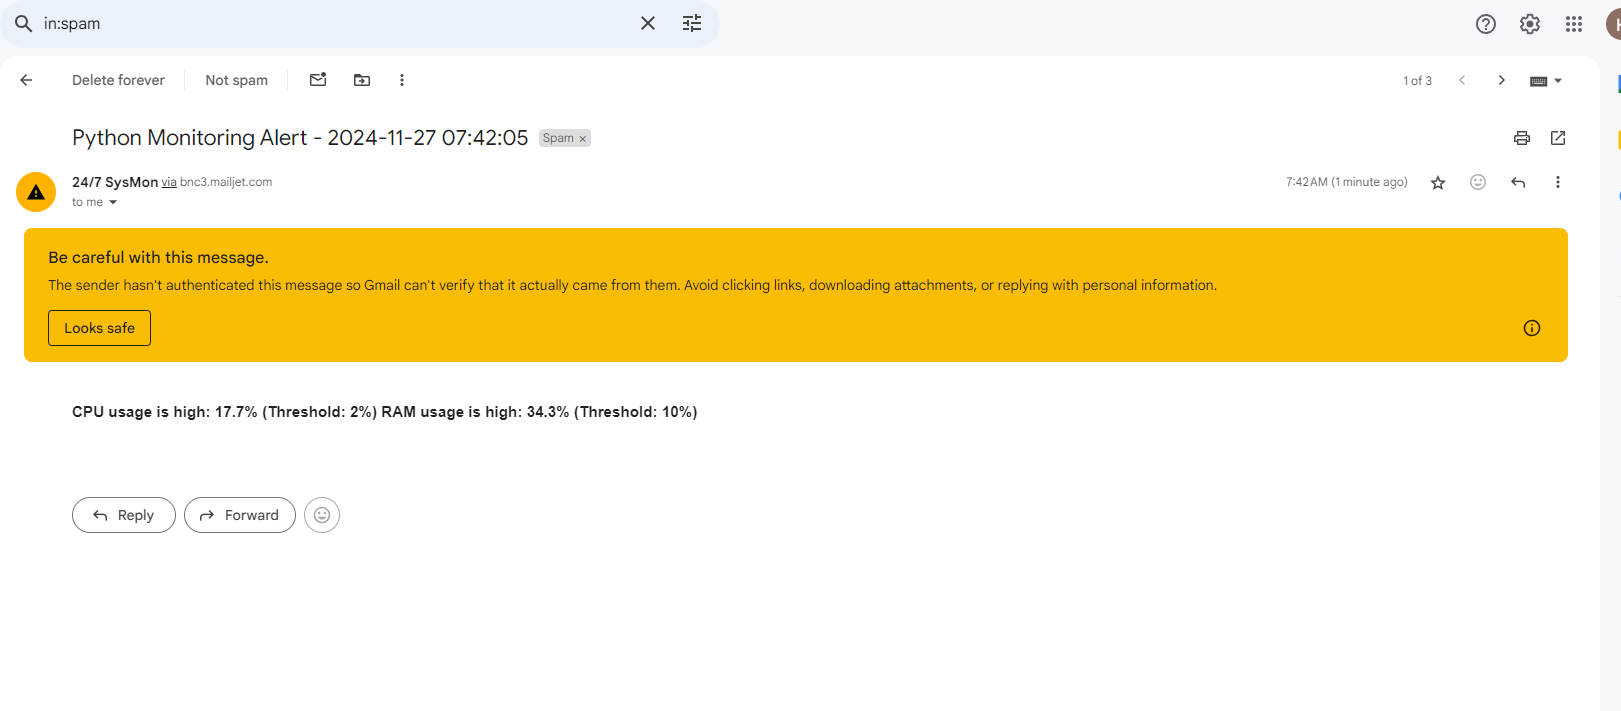 in:spam
Delete forever
Not spam
1 of 3
Python Monitoring Alert - 2024-11-27 07:42:05
Spam ×
24/7 SysMon via bnc3.mailjet.com
7:42 AM (1 minute ago)
to me
Be careful with this message.
The sender hasn't authenticated this message so Gmail can't verify that it actually came from them. Avoid clicking links, downloading attachments, or replying with personal information.
Looks safe
CPU usage is high: 17.7% (Threshold: 2%) RAM usage is high: 34.3% (Threshold: 10%)
Reply
Forward